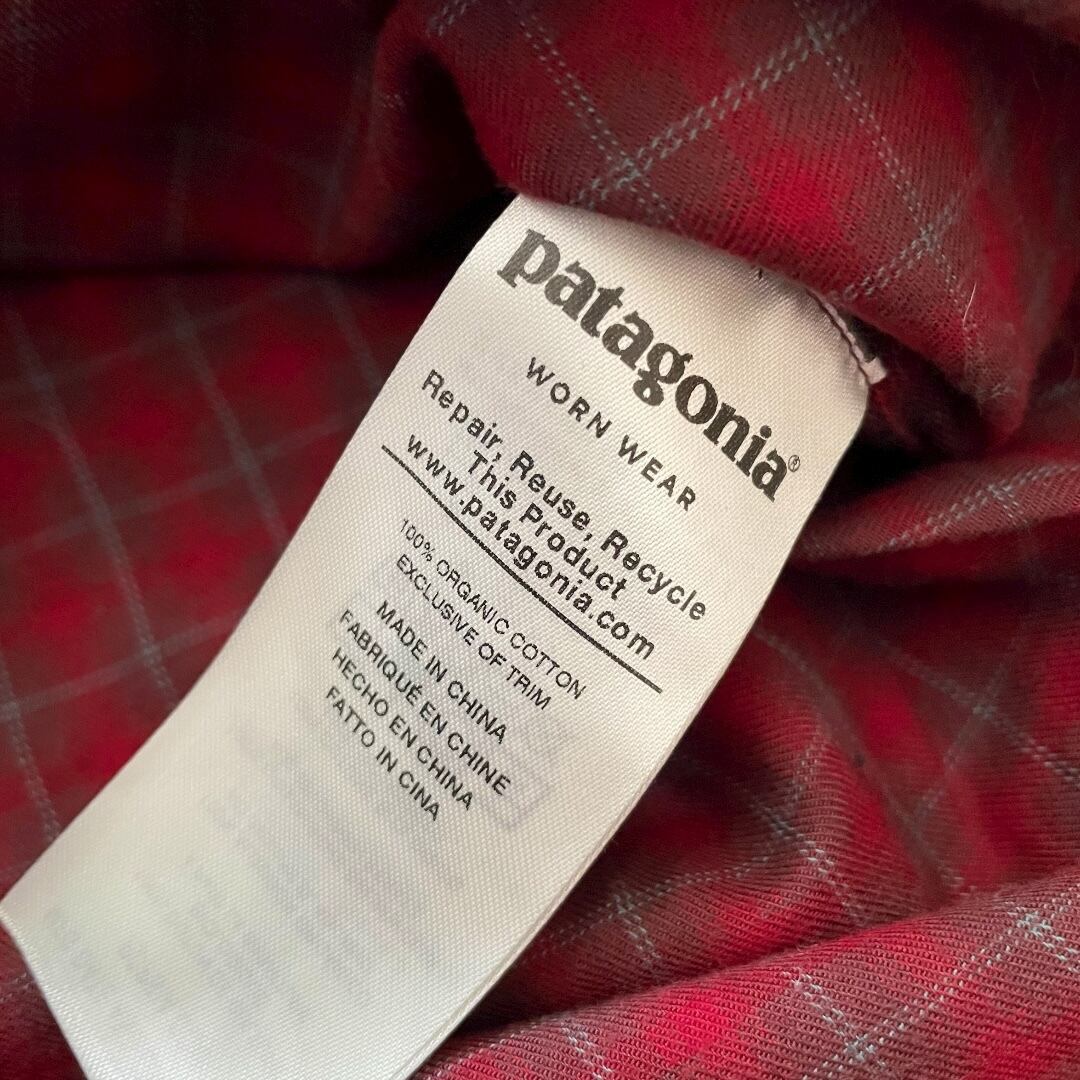 patagonia®
WORN WEAR
Repair, Reuse, Recycle
This Product
www.patagonia.com
100% ORGANIC COTTON
EXCLUSIVE OF TRIM
MADE IN CHINA
FABRIQUÉ EN CHINE
HECHO EN CHINA
FATTO IN CINA